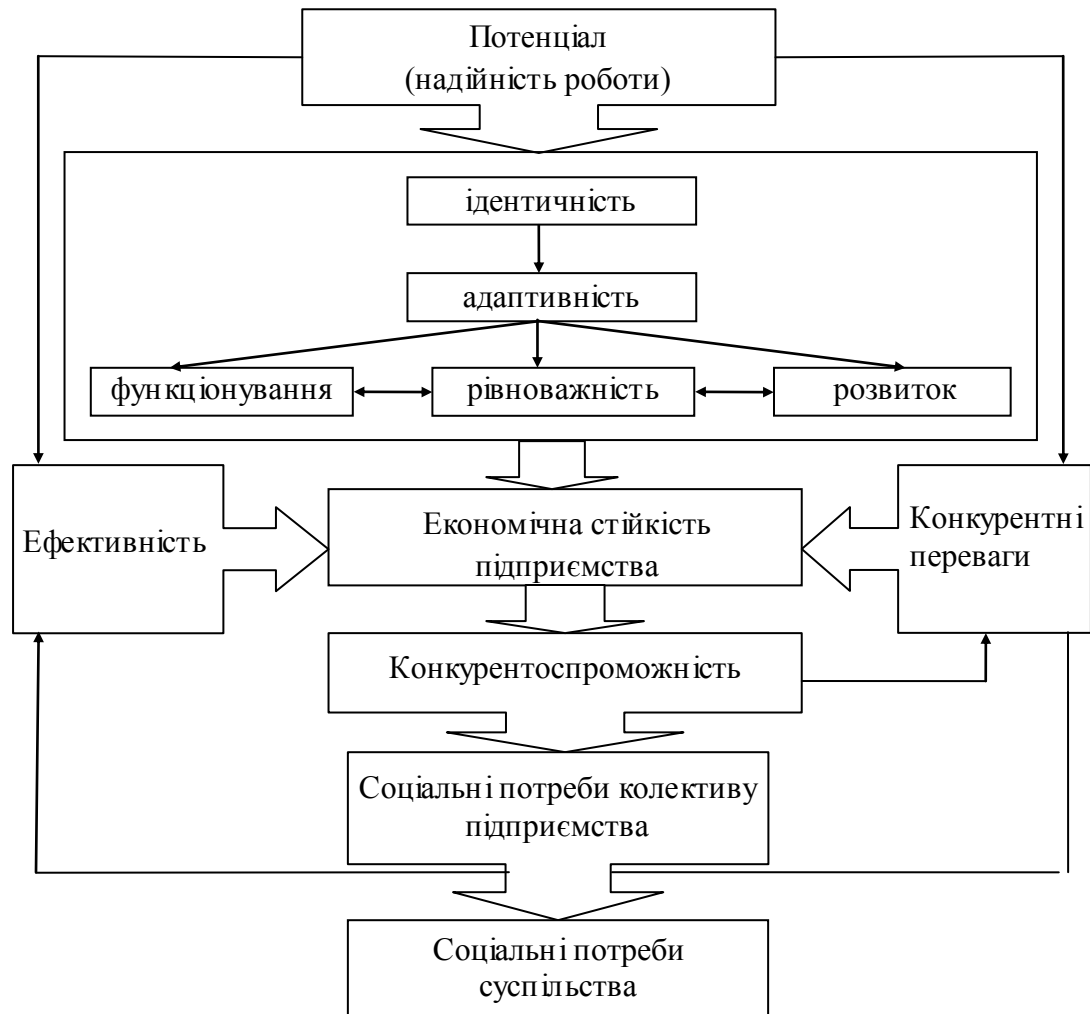 Потенціал
(надійність роботи)
ідентичність
адаптивність
функціонування
рівноважність
розвиток
Ефективність
Економічна стійкість
підприємства
Конкурентні
переваги
Конкурентоспроможність
Соціальні потреби колективу
підприємства
Соціальні потреби
суспільства